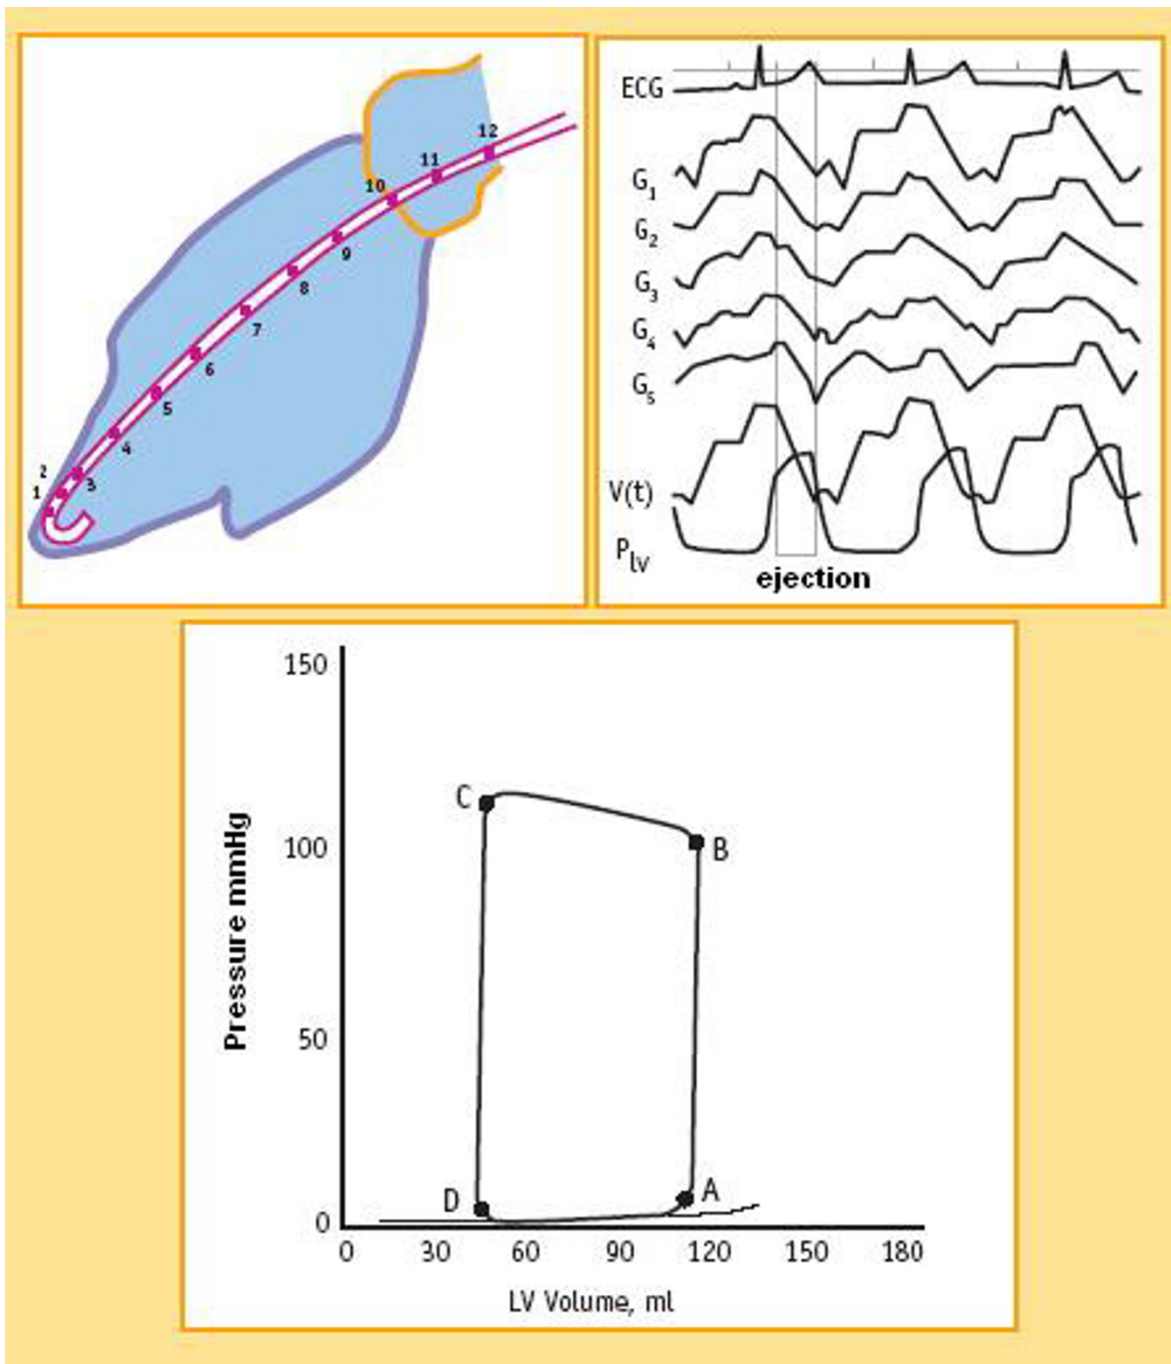 12
11
10
9
8
7
6
5
4
2
3
1
ECG
G1
G2
G3
G4
G5
V(t)
PLV
ejection
150
C
100
B
Pressure mmHg
50
D
A
0
0 30 60 90 120 150 180
LV Volume, ml